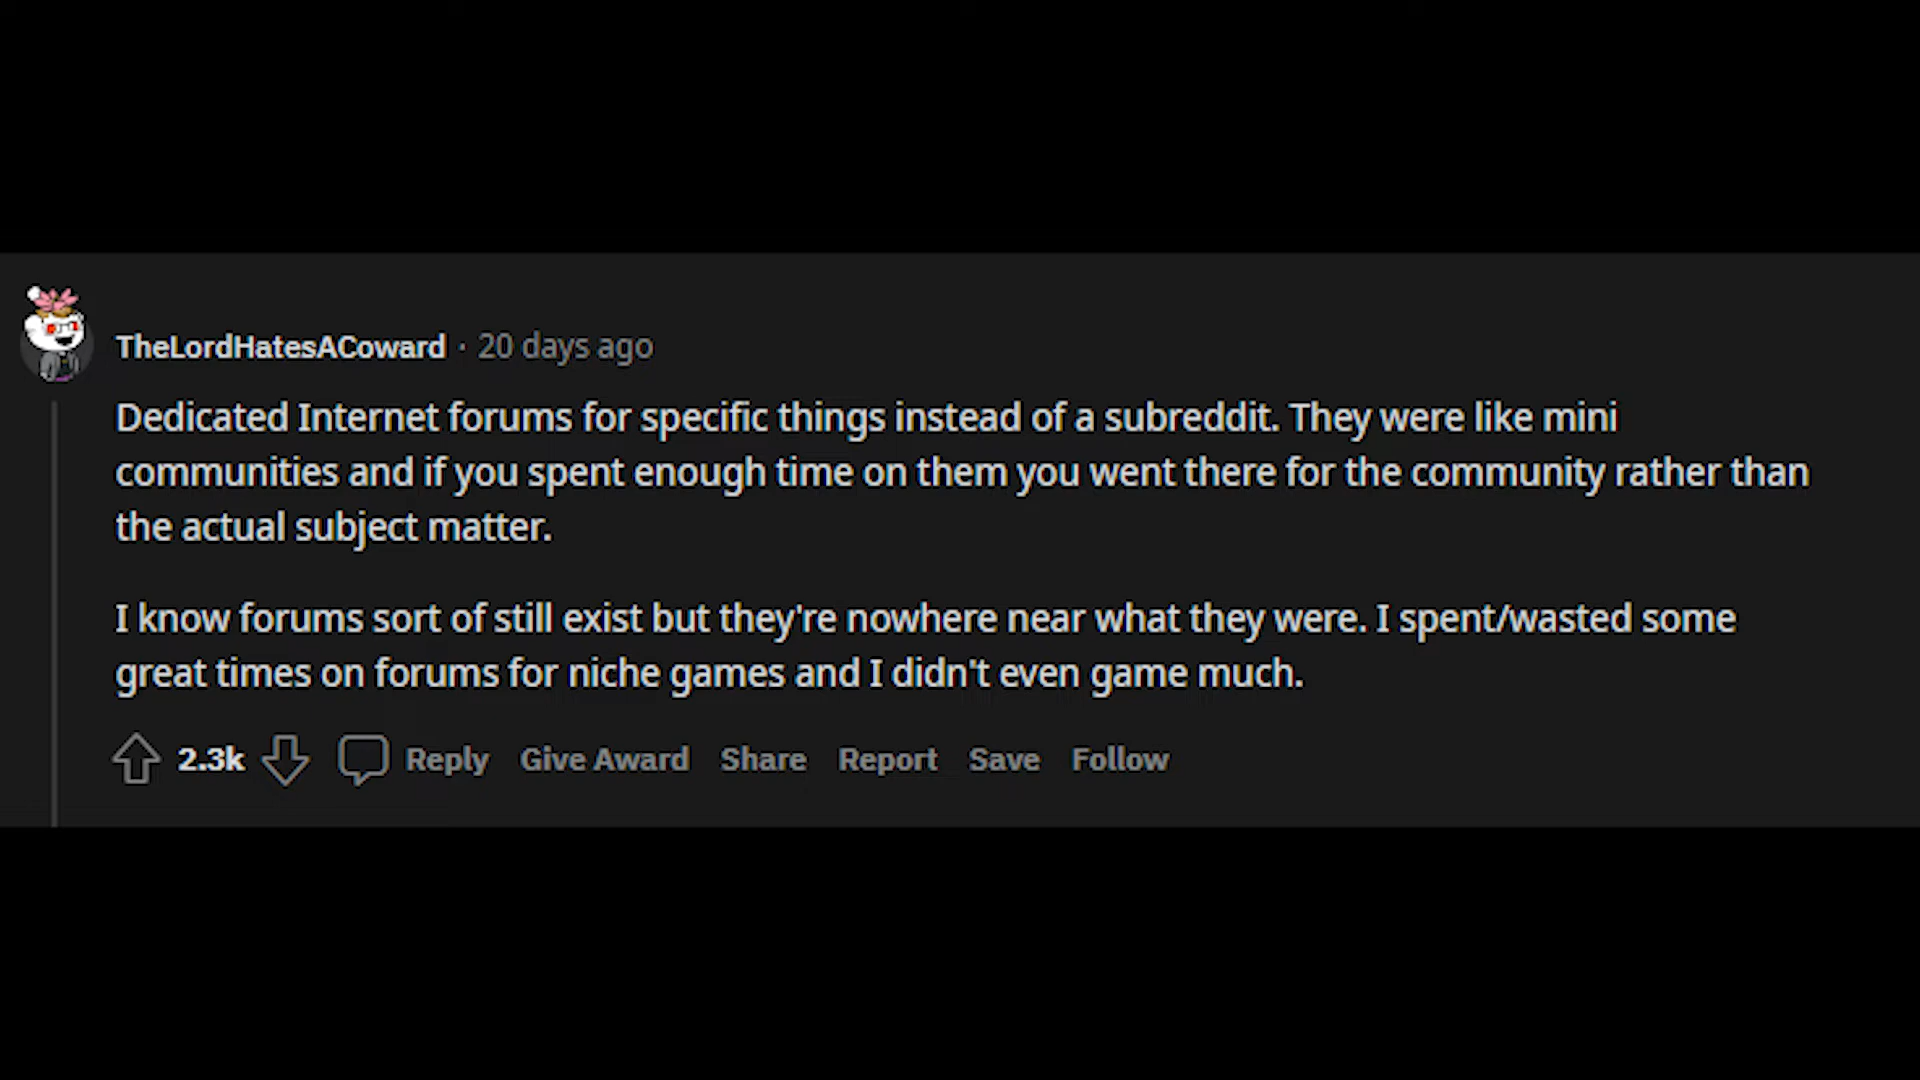 TheLordHatesACoward · 20 days ago
Dedicated Internet forums for specific things instead of a subreddit. They were like mini
communities and if you spent enough time on them you went there for the community rather than
the actual subject matter.
I know forums sort of still exist but they're nowhere near what they were. I spent/wasted some
great times on forums for niche games and I didn't even game much.
2.3k Reply Give Award Share Report Save Follow